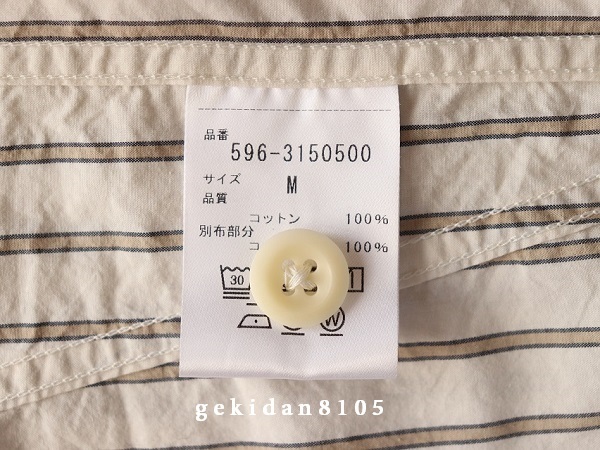 品番
596-3150500
サイズ M
品質
コットン 100%
別布部分
コ 100%
30
W
gekidan8105